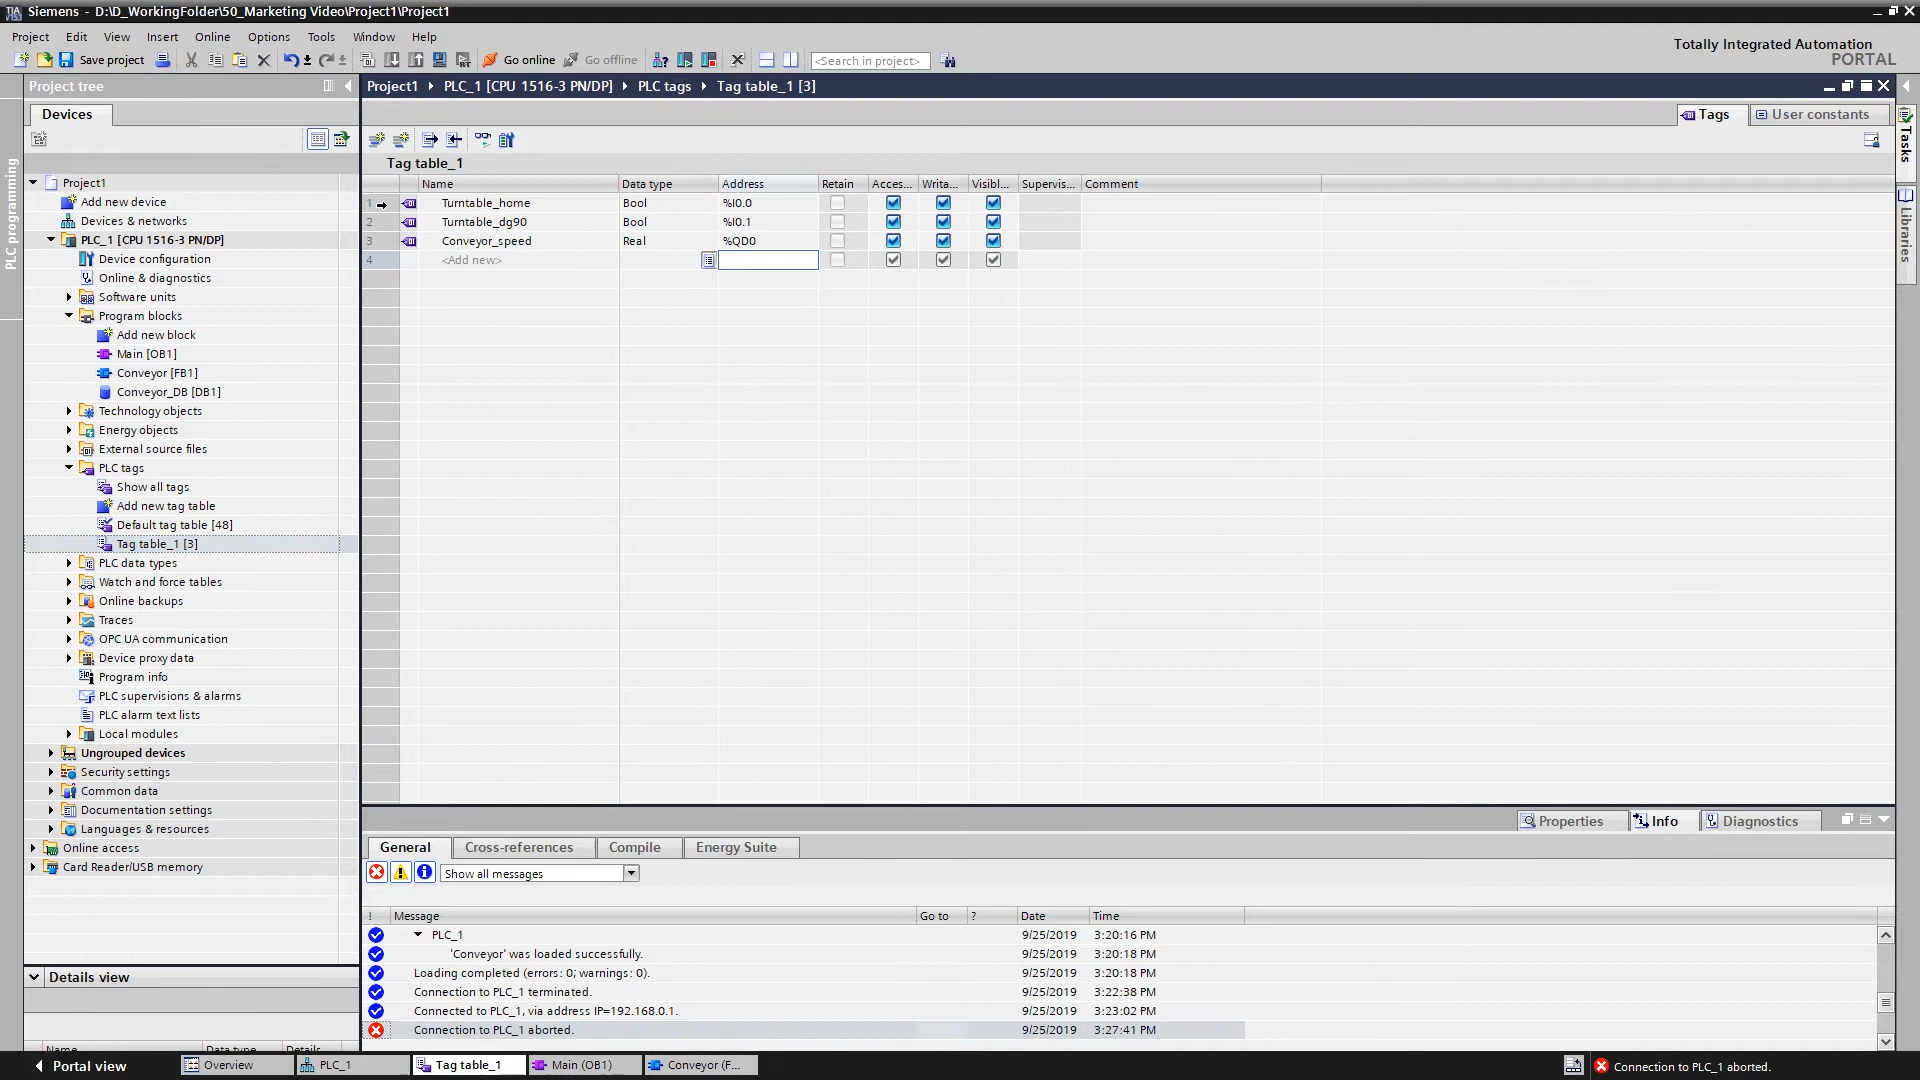 Siemens - D:\D_WorkingFolder\50_Marketing Video\Project1\Project1
Project Edit View Insert Online Options Tools Window Help
Totally Integrated Automation
PORTAL
Save project Go online Go offline <Search in project>
Project tree
Project1 PLC_1 [CPU 1516-3 PN/DP] PLC tags Tag table_1 [3]
Devices
Tags User constants
PLC programming
Tasks
Libraries
Tag table_1
Name Data type Address Retain Acces... Writa... Visibl... Supervis... Comment
1 Turntable_home Bool %I0.0
2 Turntable_dg90 Bool %I0.1
3 Conveyor_speed Real %QD0
4 <Add new>
Project1
Add new device
Devices & networks
PLC_1 [CPU 1516-3 PN/DP]
Device configuration
Online & diagnostics
Software units
Program blocks
Add new block
Main [OB1]
Conveyor [FB1]
Conveyor_DB [DB1]
Technology objects
Energy objects
External source files
PLC tags
Show all tags
Add new tag table
Default tag table [48]
Tag table_1 [3]
PLC data types
Watch and force tables
Online backups
Traces
OPC UA communication
Device proxy data
Program info
PLC supervisions & alarms
PLC alarm text lists
Local modules
Ungrouped devices
Security settings
Common data
Documentation settings
Languages & resources
Online access
Card Reader/USB memory
Details view
Name Data type Details
Properties Info Diagnostics
General Cross-references Compile Energy Suite
Show all messages
! Message Go to ? Date Time
PLC_1 9/25/2019 3:20:16 PM
'Conveyor' was loaded successfully. 9/25/2019 3:20:18 PM
Loading completed (errors: 0; warnings: 0). 9/25/2019 3:20:18 PM
Connection to PLC_1 terminated. 9/25/2019 3:22:38 PM
Connected to PLC_1, via address IP=192.168.0.1. 9/25/2019 3:23:02 PM
Connection to PLC_1 aborted. 9/25/2019 3:27:41 PM
Portal view Overview PLC_1 Tag table_1 Main (OB1) Conveyor (F... Connection to PLC_1 aborted.